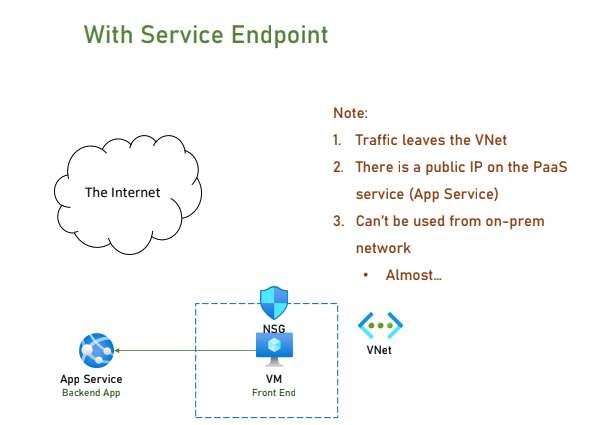 With Service Endpoint
Note:
1. Traffic leaves the VNet
2. There is a public IP on the PaaS
service (App Service)
3. Can't be used from on-prem
network
• Almost...
The Internet
NSG
VNet
App Service
Backend App
VM
Front End